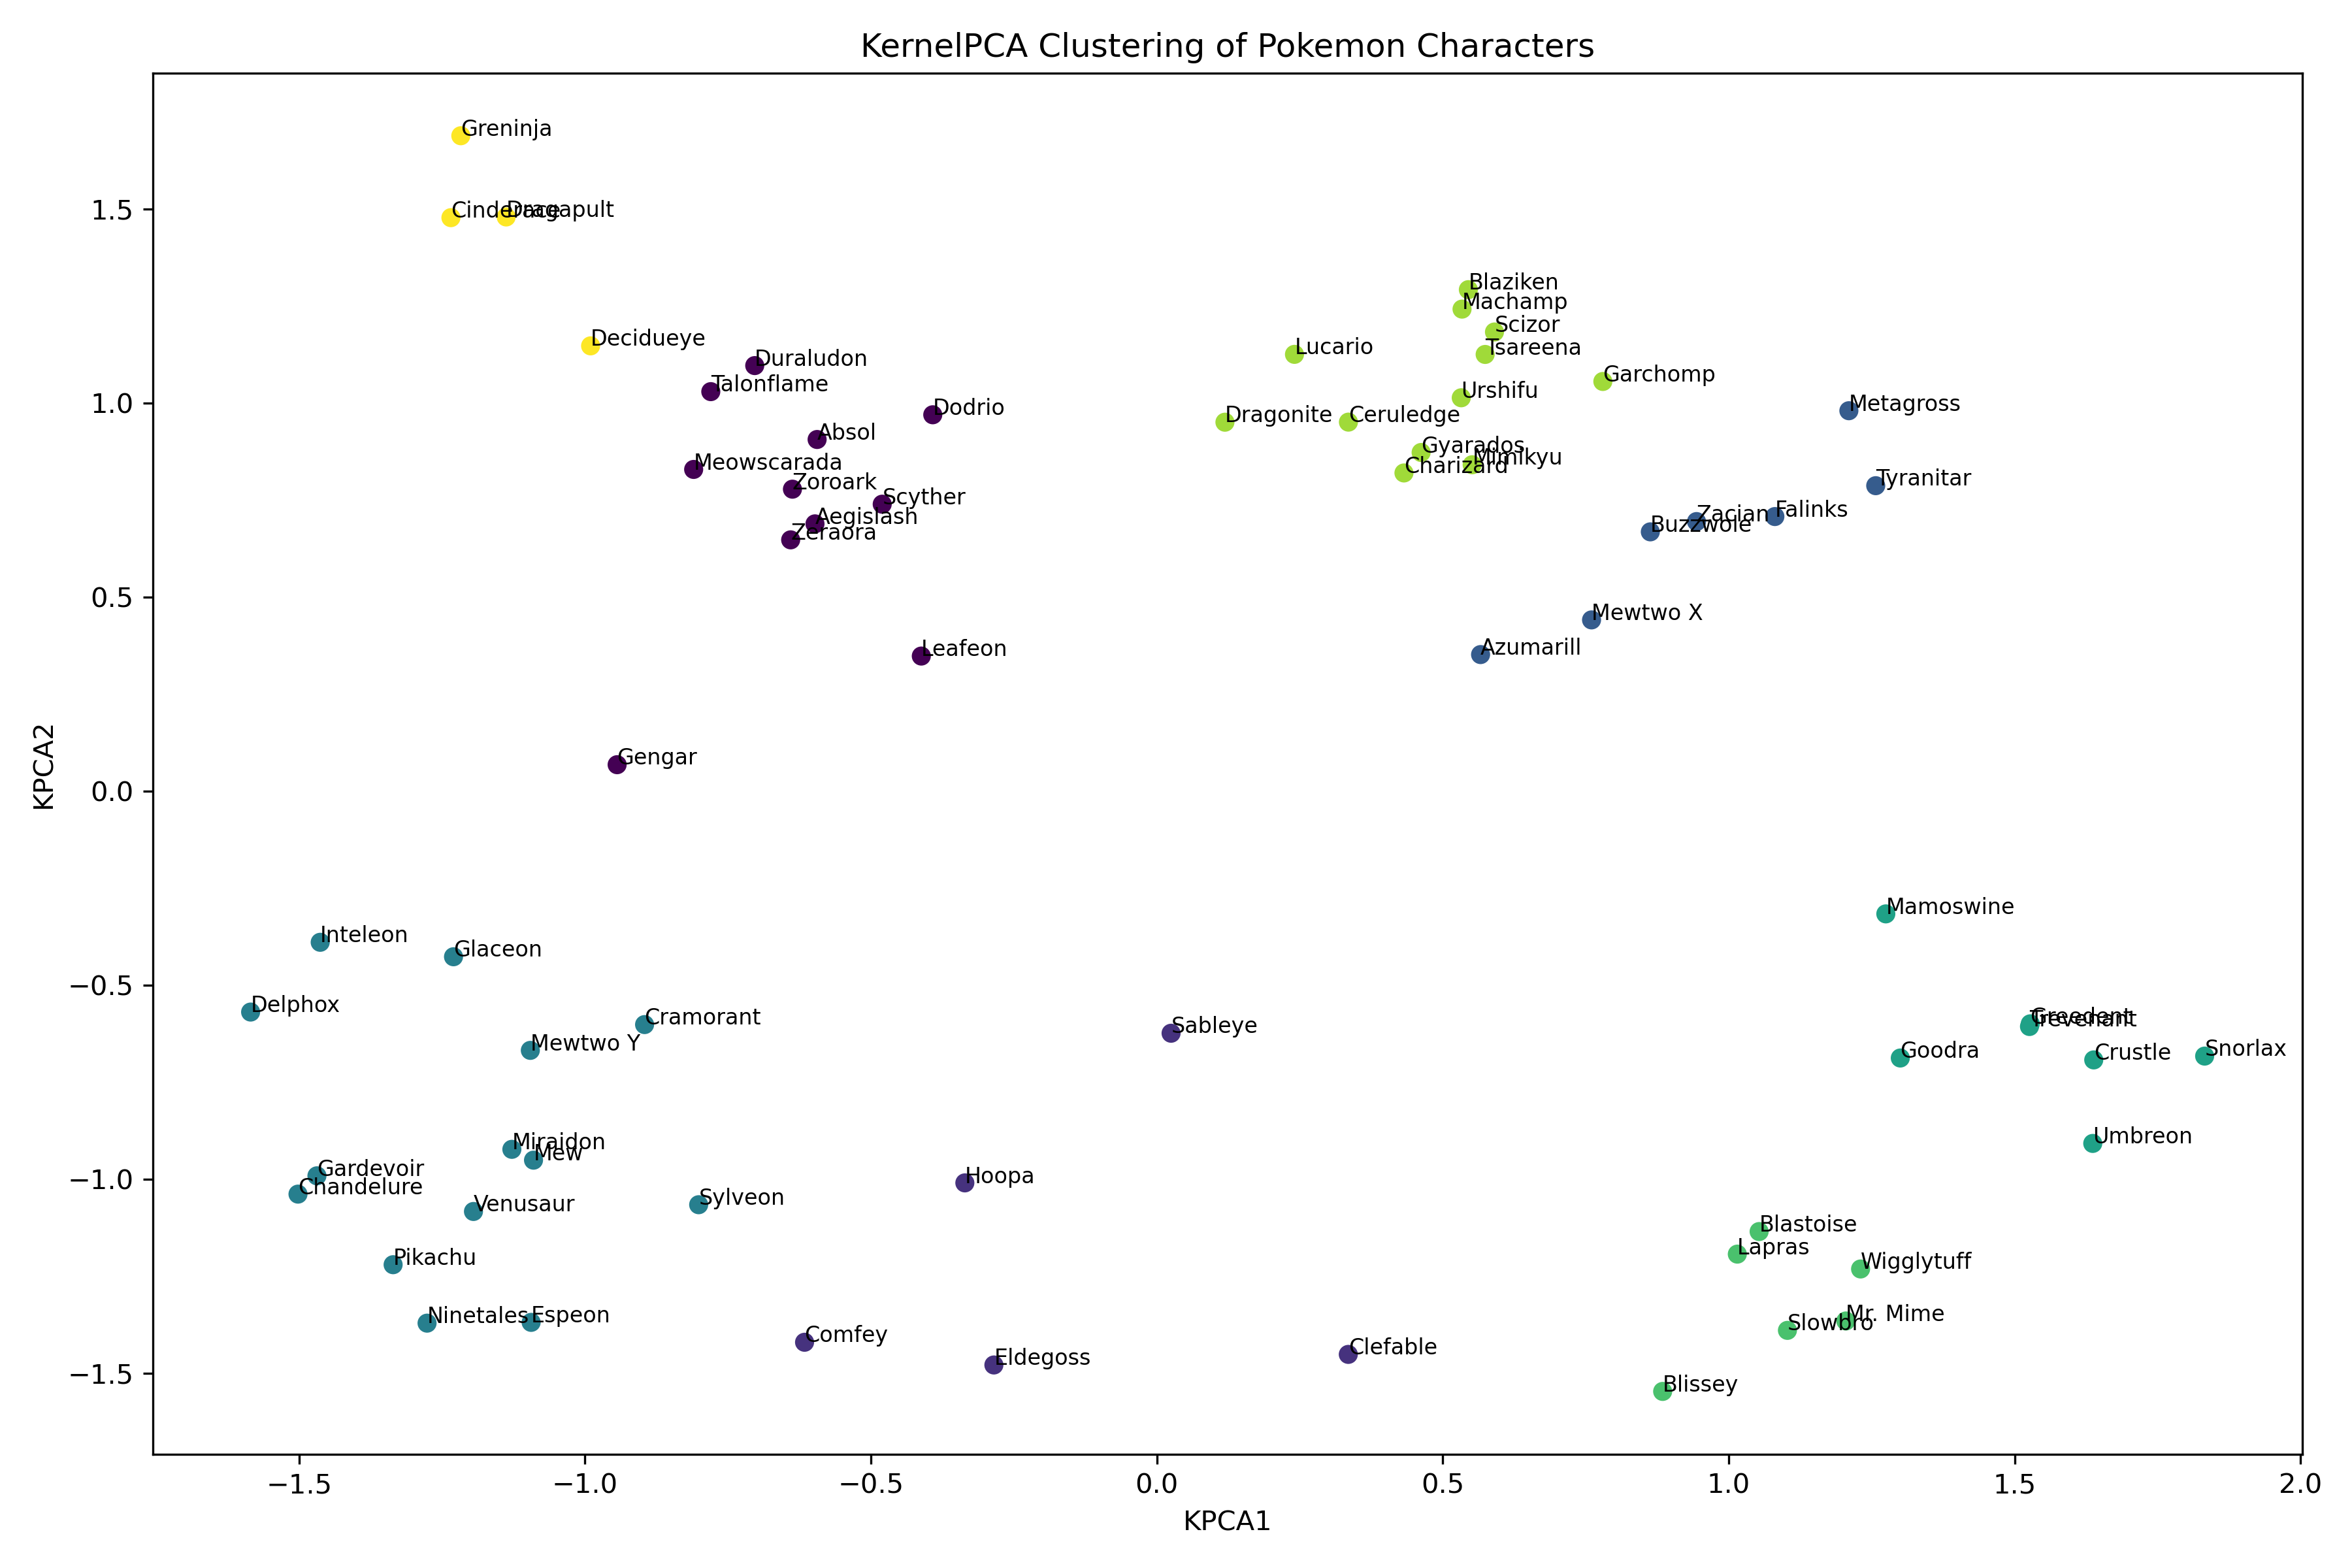 KernelPCA Clustering of Pokemon Characters
Greninja
Cinderace
Dragapult
Decidueye
Duraludon
Talonflame
Dodrio
Absol
Meowscarada
Zoroark
Scyther
Aegislash
Zeraora
Leafeon
Gengar
Blaziken
Machamp
Scizor
Tsareena
Lucario
Garchomp
Urshifu
Dragonite
Ceruledge
Gyarados
Mimikyu
Charizard
Metagross
Tyranitar
Zacian
Falinks
Buzzwole
Mewtwo X
Azumarill
Mamoswine
Greedent
Trevenant
Goodra
Crustle
Snorlax
Umbreon
Inteleon
Glaceon
Delphox
Cramorant
Mewtwo Y
Sableye
Miraidon
Mew
Gardevoir
Chandelure
Venusaur
Sylveon
Hoopa
Pikachu
Ninetales
Espeon
Comfey
Eldegoss
Clefable
Blastoise
Lapras
Wigglytuff
Mr. Mime
Slowbro
Blissey
1.5
1.0
0.5
0.0
−0.5
−1.0
−1.5
KPCA2
−1.5
−1.0
−0.5
0.0
0.5
1.0
1.5
2.0
KPCA1